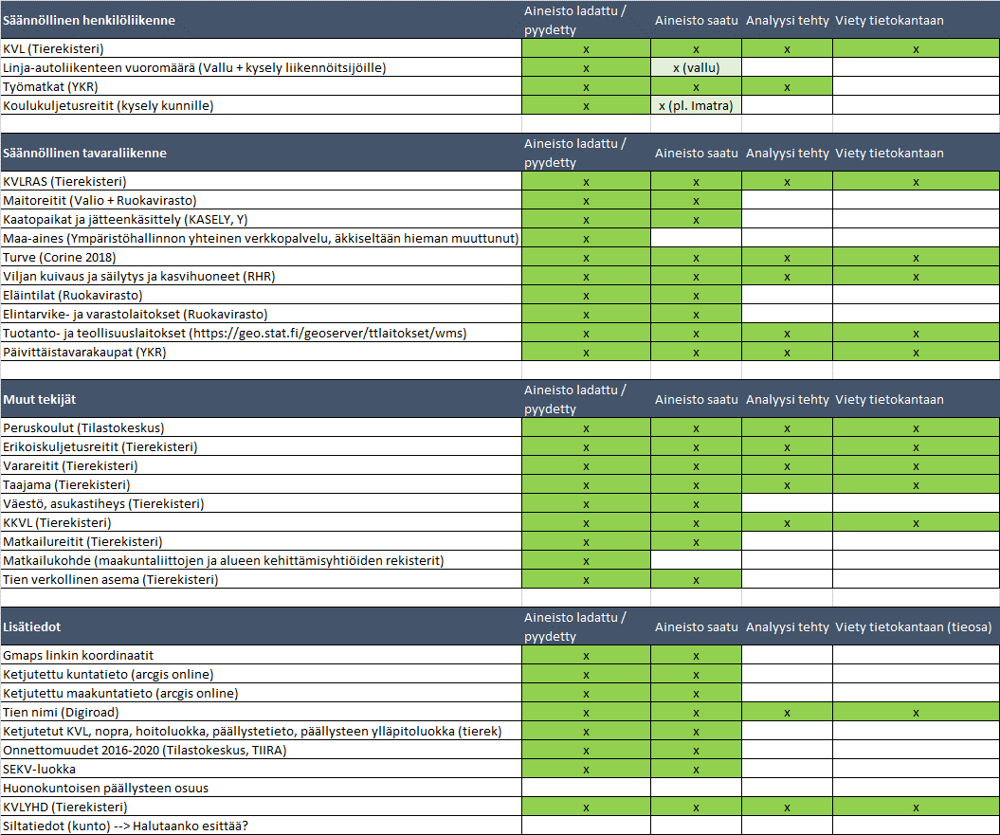 Säännöllinen henkilöliikenne Aineisto ladattu / pyydetty Aineisto saatu Analyysi tehty Viety tietokantaan
KVL (Tierekisteri) x x x x
Linja-autoliikenteen vuoromäärä (Vallu + kysely liikennöitsijöille) x x (vallu)
Työmatkat (YKR) x x x
Koulukuljetusreitit (kysely kunnille) x x (pl. Imatra)
Säännöllinen tavaraliikenne Aineisto ladattu / pyydetty Aineisto saatu Analyysi tehty Viety tietokantaan
KVLRAS (Tierekisteri) x x x x
Maitoreitit (Valio + Ruokavirasto) x x
Kaatopaikat ja jätteenkäsittely (KASELY, Y) x x
Maa-aines (Ympäristöhallinnon yhteinen verkkopalvelu, äkkiseltään hieman muuttunut) x
Turve (Corine 2018) x x x x
Viljan kuivaus ja säilytys ja kasvihuoneet (RHR) x x x x
Eläintilat (Ruokavirasto) x x
Elintarvike- ja varastolaitokset (Ruokavirasto) x x
Tuotanto- ja teollisuuslaitokset (https://geo.stat.fi/geoserver/ttlaitokset/wms) x x x x
Päivittäistavarakaupat (YKR) x x x x
Muut tekijät Aineisto ladattu / pyydetty Aineisto saatu Analyysi tehty Viety tietokantaan
Peruskoulut (Tilastokeskus) x x x x
Erikoiskuljetusreitit (Tierekisteri) x x x x
Varareitit (Tierekisteri) x x x x
Taajama (Tierekisteri) x x x x
Väestö, asukastiheys (Tierekisteri) x x
KKVL (Tierekisteri) x x x x
Matkailureitit (Tierekisteri) x x
Matkailukohde (maakuntaliittojen ja alueen kehittämisyhtiöiden rekisterit) x
Tien verkollinen asema (Tierekisteri) x x
Lisätiedot Aineisto ladattu / pyydetty Aineisto saatu Analyysi tehty Viety tietokantaan (tieosa)
Gmaps linkin koordinaatit x x
Ketjutettu kuntatieto (arcgis online) x x
Ketjutettu maakuntatieto (arcgis online) x x
Tien nimi (Digiroad) x x x x
Ketjutetut KVL, nopra, hoitoluokka, päällystetieto, päällysteen ylläpitoluokka (tierek) x x
Onnettomuudet 2016-2020 (Tilastokeskus, TIIRA) x x
SEKV-luokka x x
Huonokuntoisen päällysteen osuus
KVLYHD (Tierekisteri) x x x x
Siltatiedot (kunto) --> Halutaanko esittää?